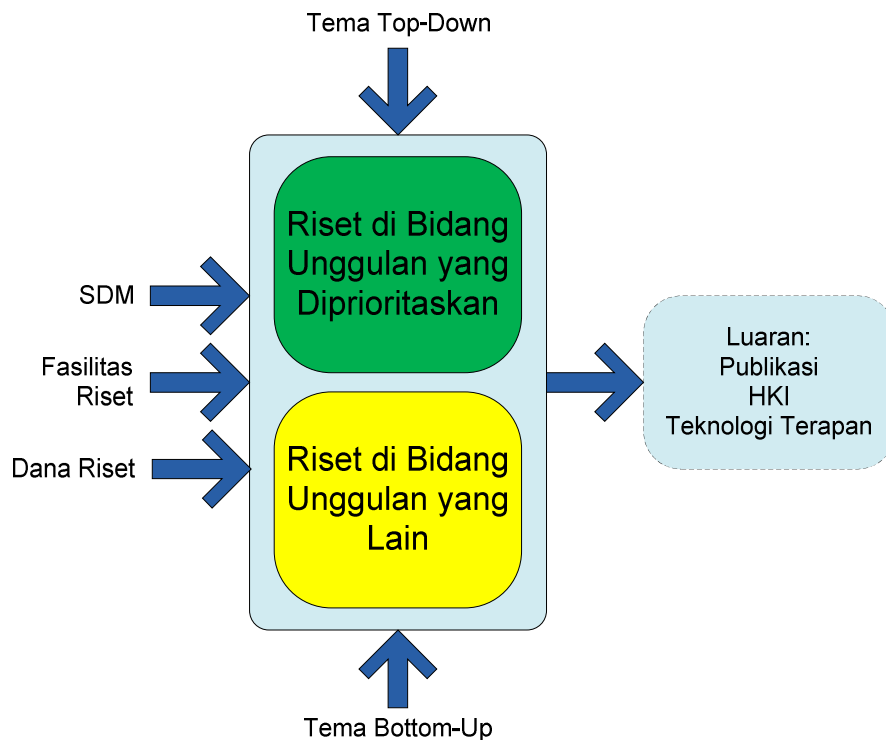 Tema Top-Down
Riset di Bidang
Unggulan yang
Diprioritaskan
SDM
Fasilitas
Riset
Dana Riset
Riset di Bidang
Unggulan yang
Lain
Luaran:
Publikasi
HKI
Teknologi Terapan
Tema Bottom-Up